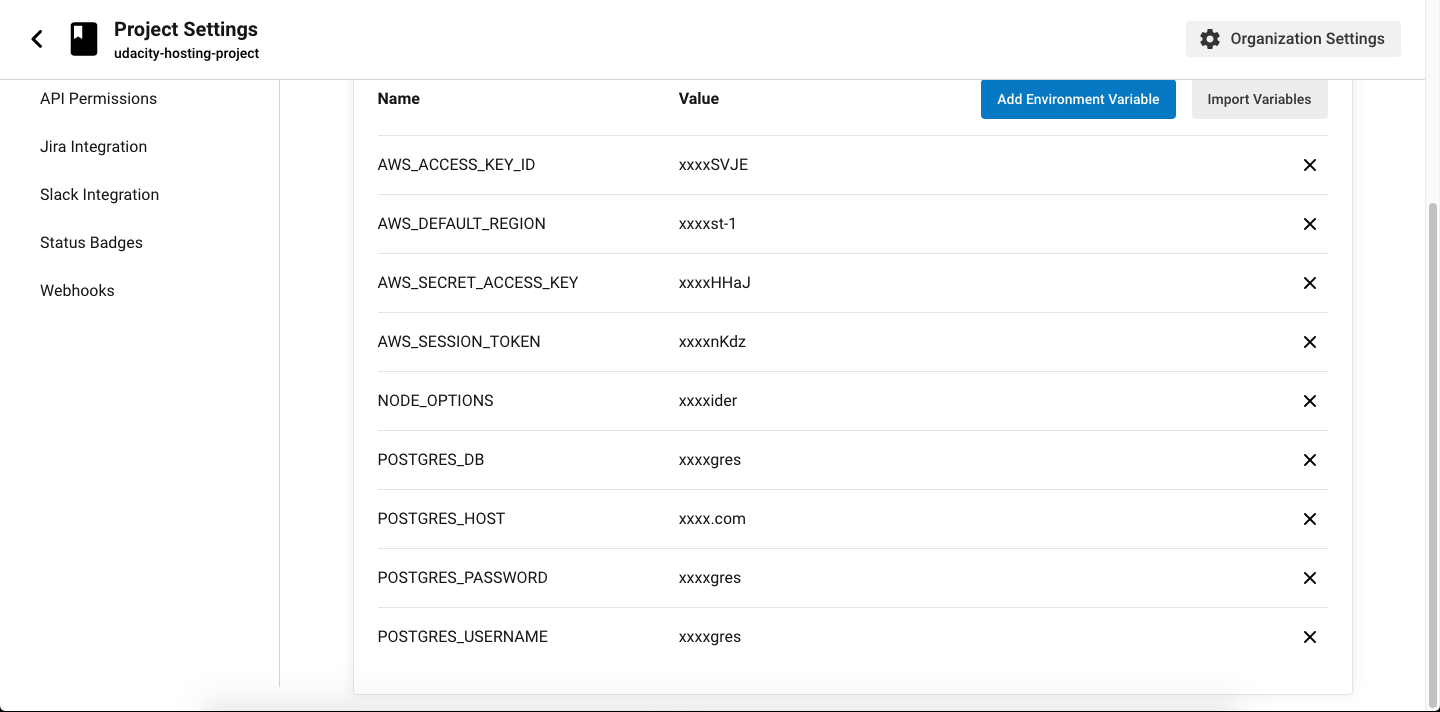 Project Settings
udacity-hosting-project
Organization Settings
API Permissions
Jira Integration
Slack Integration
Status Badges
Webhooks
Name Value Add Environment Variable Import Variables
AWS_ACCESS_KEY_ID xxxxSVJE
AWS_DEFAULT_REGION xxxxst-1
AWS_SECRET_ACCESS_KEY xxxxHHaJ
AWS_SESSION_TOKEN xxxxnKdz
NODE_OPTIONS xxxxider
POSTGRES_DB xxxxgres
POSTGRES_HOST xxxx.com
POSTGRES_PASSWORD xxxxgres
POSTGRES_USERNAME xxxxgres